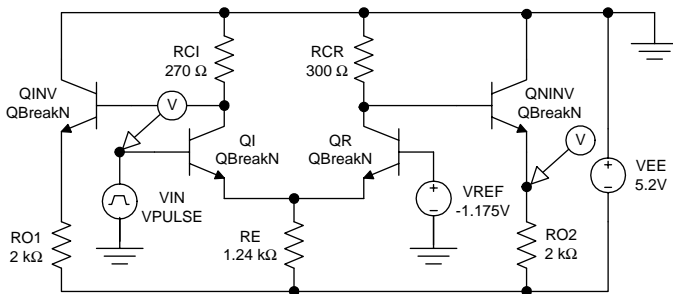 RCI
270 Ω
RCR
300 Ω
QINV
QBreakN
V
QNINV
QBreakN
QI
QBreakN
QR
QBreakN
V
VEE
5.2V
VIN
VPULSE
VREF
-1.175V
RO1
2 kΩ
RE
1.24 kΩ
RO2
2 kΩ